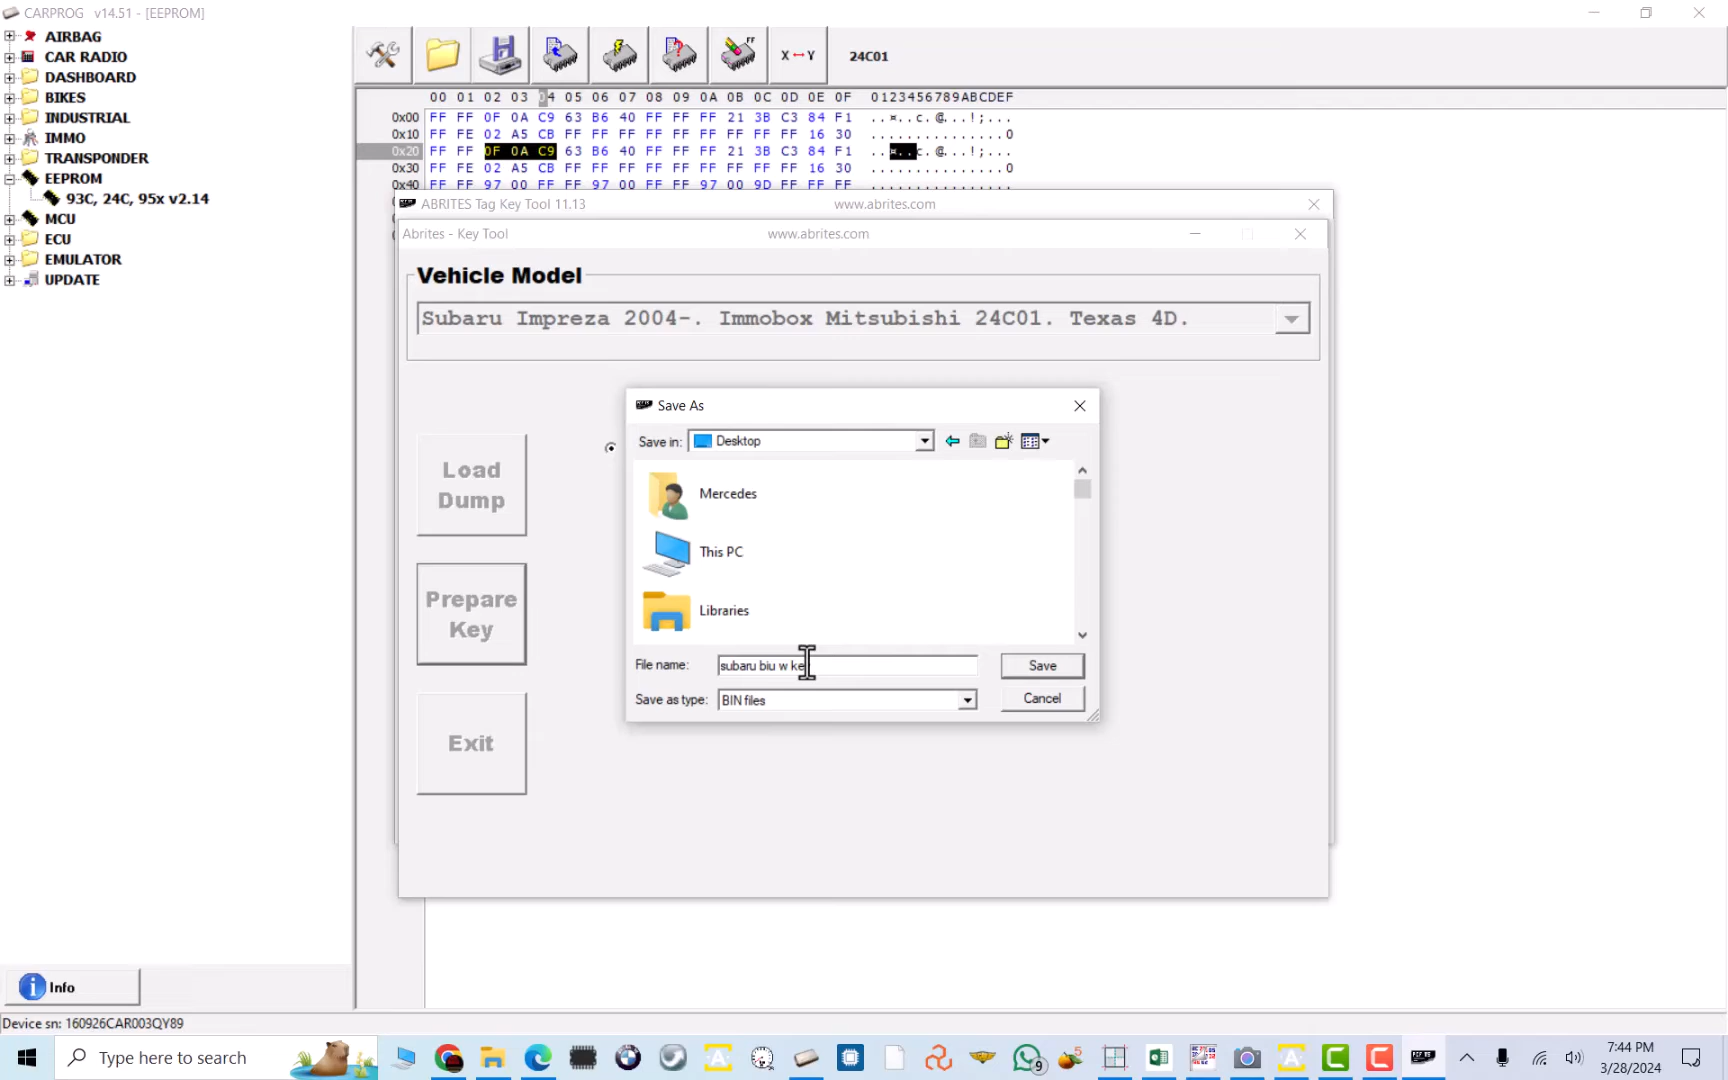 CARPROG v14.51 - [EEPROM]
AIRBAG
CAR RADIO
DASHBOARD
BIKES
INDUSTRIAL
IMMO
TRANSPONDER
EEPROM
93C, 24C, 95x v2.14
MCU
ECU
EMULATOR
UPDATE
X Y
24C01
00 01 02 03 04 05 06 07 08 09 0A 0B 0C 0D 0E 0F 0123456789ABCDEF
0x00 FF FF 0F 0A C9 63 B6 40 FF FF FF 21 3B C3 84 F1 ..¤..c.@...!;...
0x10 FF FE 02 A5 CB FF FF FF FF FF FF FF FF FF 16 30 ...............0
0x20 FF FF 0F 0A C9 63 B6 40 FF FF FF 21 3B C3 84 F1 ..¤..c.@...!;...
0x30 FF FE 02 A5 CB FF FF FF FF FF FF FF FF FF 16 30 ...............0
0x40 FF FF 97 00 FF FF 97 00 FF FF 97 00 9D FF FF FF
ABRITES Tag Key Tool 11.13 www.abrites.com
Abrites - Key Tool www.abrites.com
Vehicle Model
Subaru Impreza 2004-. Immobox Mitsubishi 24C01. Texas 4D.
Load Dump
Prepare Key
Exit
Save As
Save in: Desktop
Mercedes
This PC
Libraries
File name: subaru biu w ke
Save
Save as type: BIN files
Cancel
Info
Device sn: 160926CAR003QY89
Type here to search
9
7:44 PM
3/28/2024